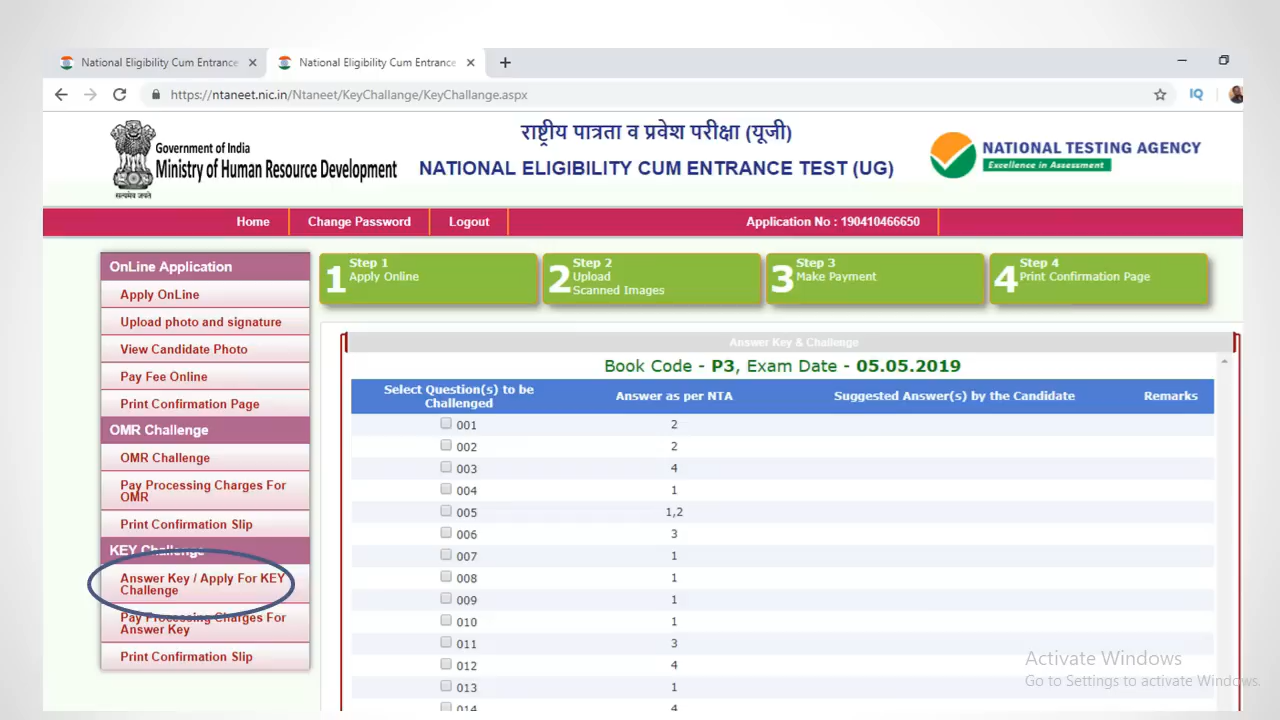 National Eligibility Cum Entrance
National Eligibility Cum Entrance
https://ntaneet.nic.in/Ntaneet/KeyChallange/KeyChallange.aspx
IQ
सत्यमेव जयते
Government of India
Ministry of Human Resource Development
राष्ट्रीय पात्रता व प्रवेश परीक्षा (यूजी)
NATIONAL ELIGIBILITY CUM ENTRANCE TEST (UG)
NATIONAL TESTING AGENCY
Excellence in Assessment
Home Change Password Logout Application No : 190410466650
OnLine Application
Apply OnLine
Upload photo and signature
View Candidate Photo
Pay Fee Online
Print Confirmation Page
OMR Challenge
OMR Challenge
Pay Processing Charges For
OMR
Print Confirmation Slip
KEY Challenge
Answer Key / Apply For KEY
Challenge
Pay Processing Charges For
Answer Key
Print Confirmation Slip
1 Step 1
Apply Online
2 Step 2
Upload
Scanned Images
3 Step 3
Make Payment
4 Step 4
Print Confirmation Page
Answer Key & Challenge
Book Code - P3, Exam Date - 05.05.2019
Select Question(s) to be
Challenged
Answer as per NTA
Suggested Answer(s) by the Candidate
Remarks
001 2
002 2
003 4
004 1
005 1,2
006 3
007 1
008 1
009 1
010 1
011 3
012 4
013 1
014 4
Activate Windows
Go to Settings to activate Windows.